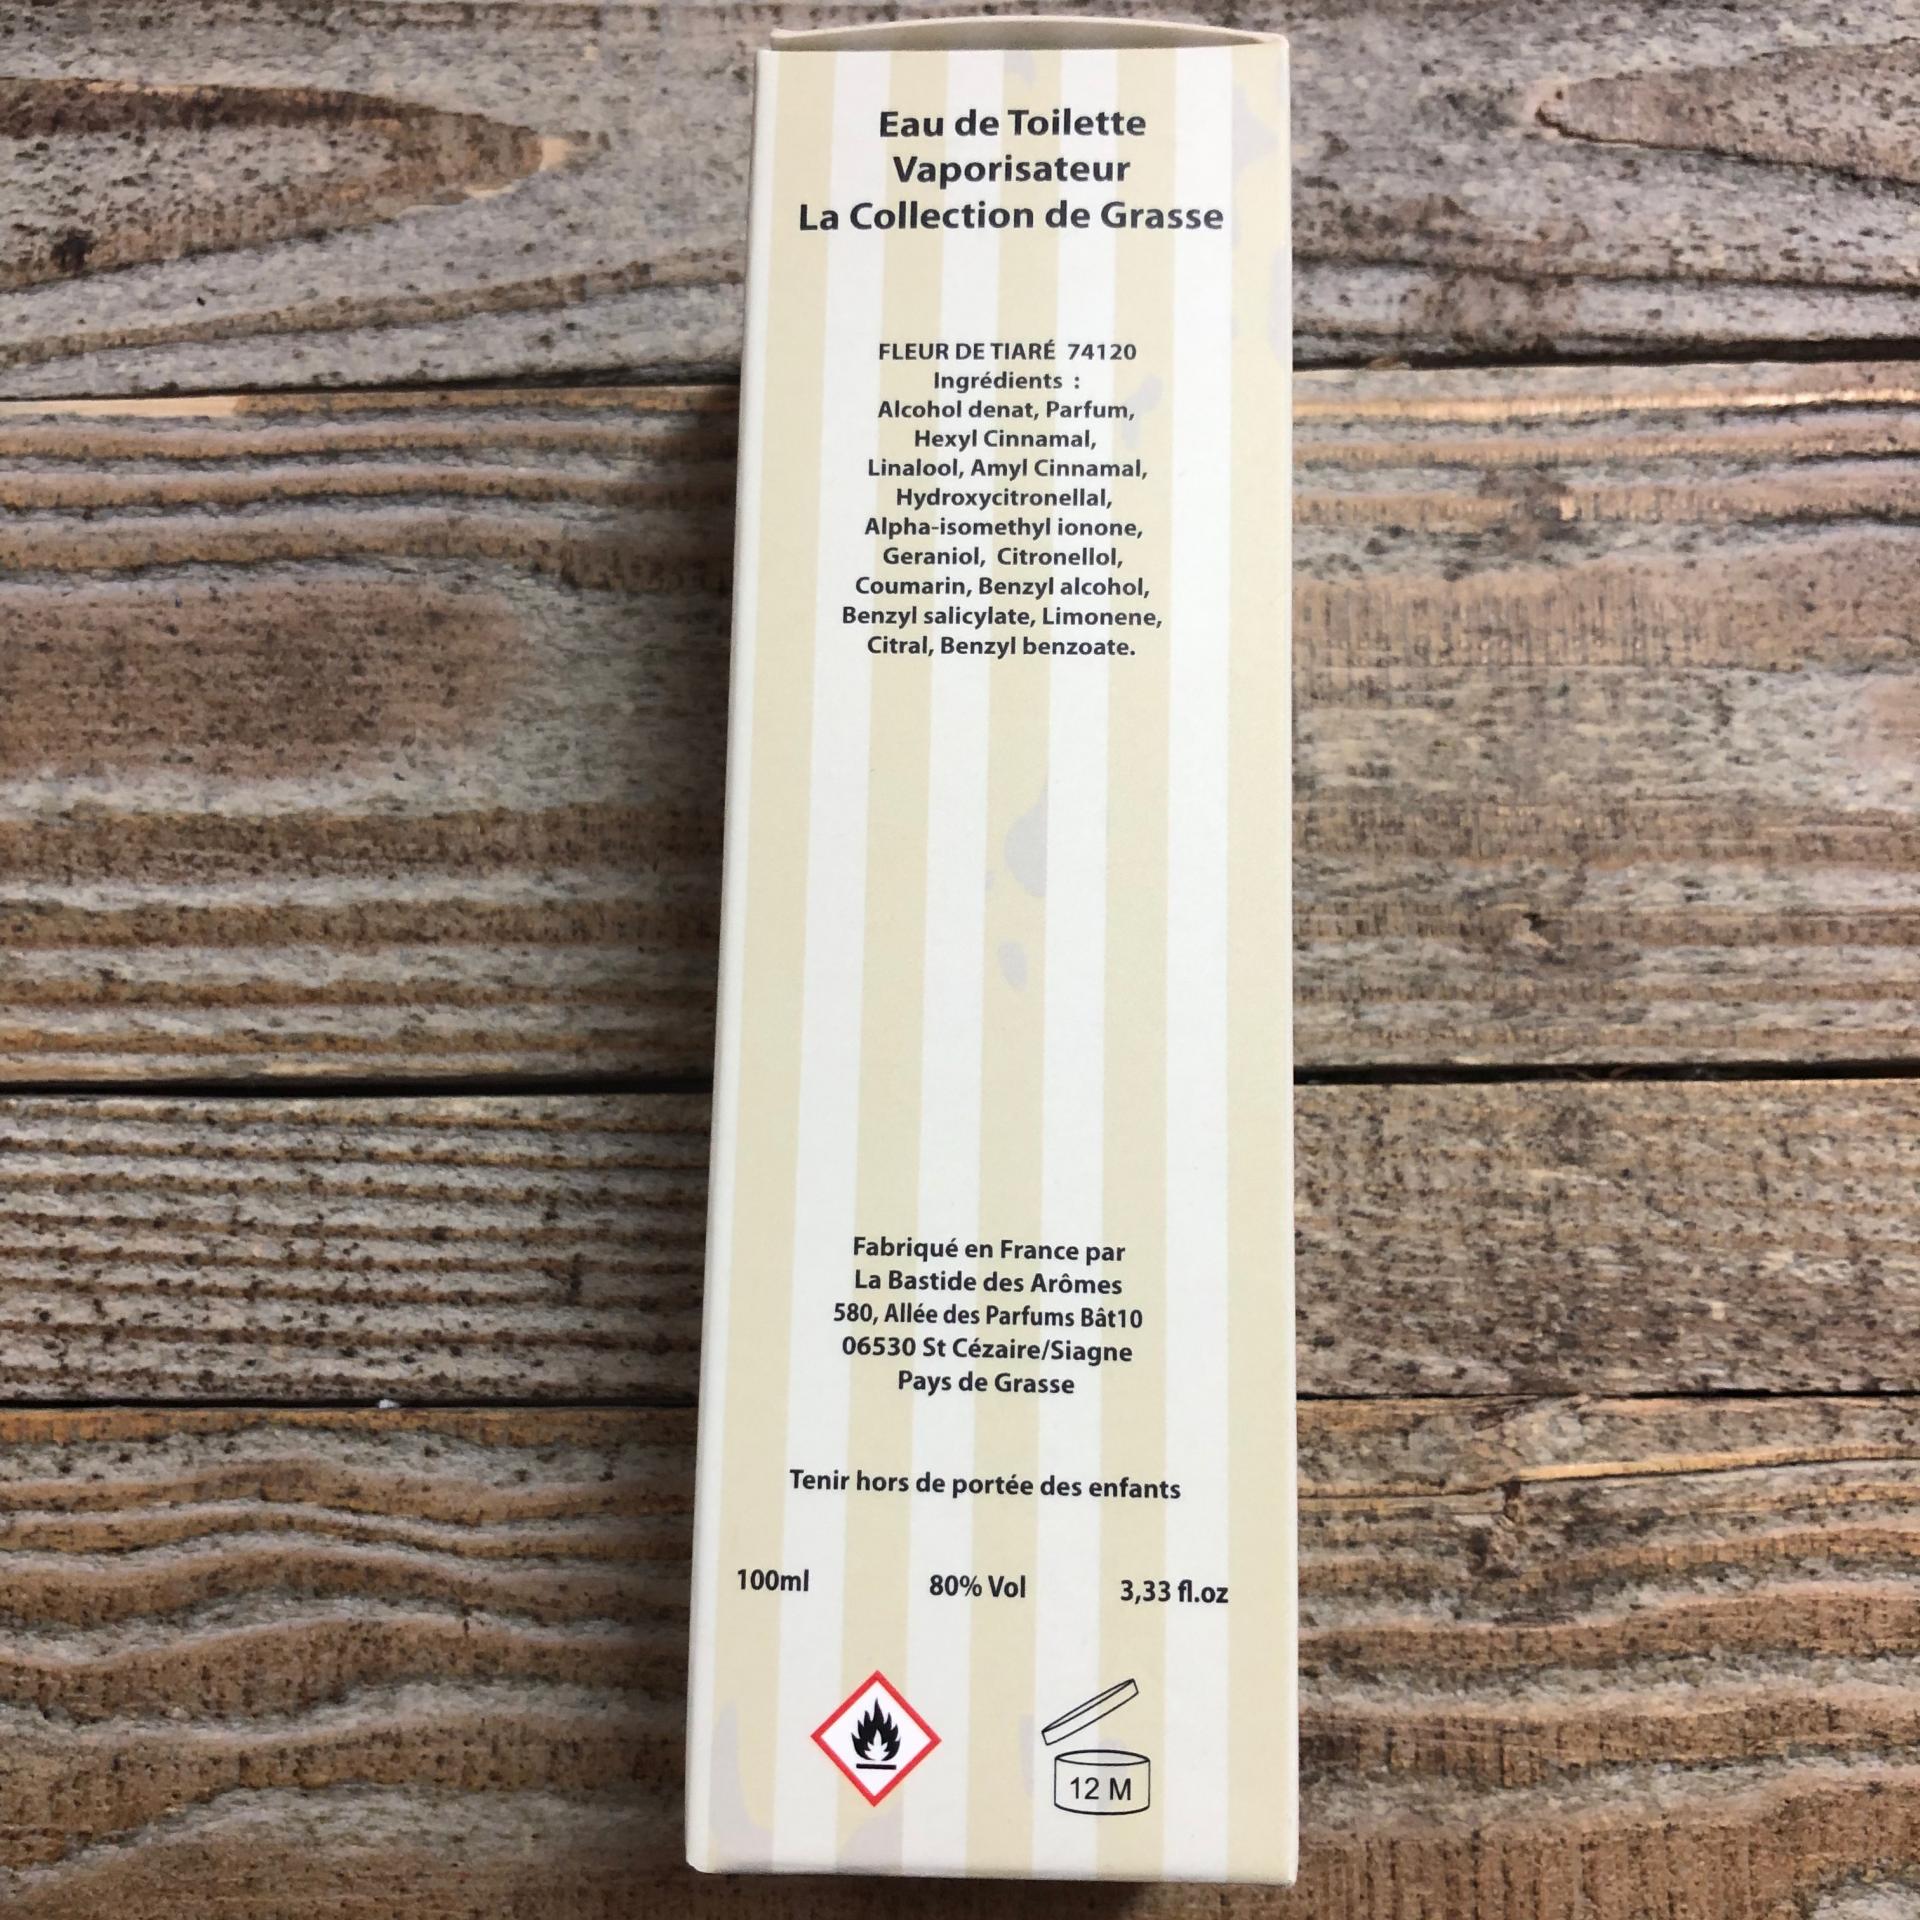 Eau de Toilette
Vaporisateur
La Collection de Grasse
FLEUR DE TIARÉ 74120
Ingrédients :
Alcohol denat, Parfum,
Hexyl Cinnamal,
Linalool, Amyl Cinnamal,
Hydroxycitronellal,
Alpha-isomethyl ionone,
Geraniol, Citronellol,
Coumarin, Benzyl alcohol,
Benzyl salicylate, Limonene,
Citral, Benzyl benzoate.
Fabriqué en France par
La Bastide des Arômes
580, Allée des Parfums Bât10
06530 St Cézaire/Siagne
Pays de Grasse
Tenir hors de portée des enfants
100ml 80% Vol 3,33 fl.oz
12 M